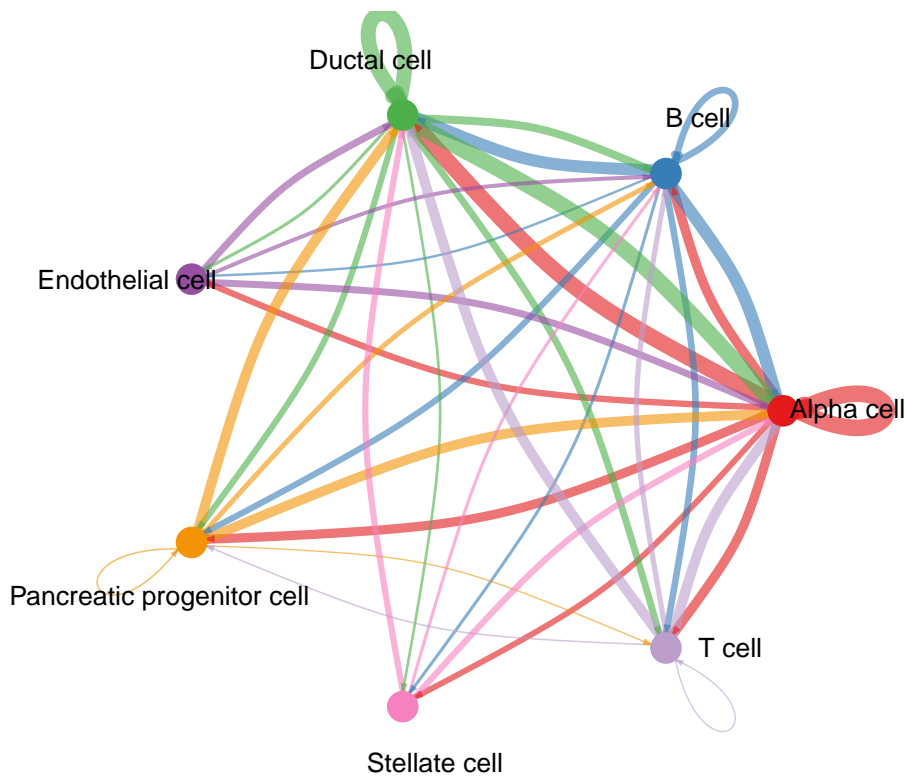 Ductal cell
B cell
Endothelial cell
Alpha cell
Pancreatic progenitor cell
T cell
Stellate cell